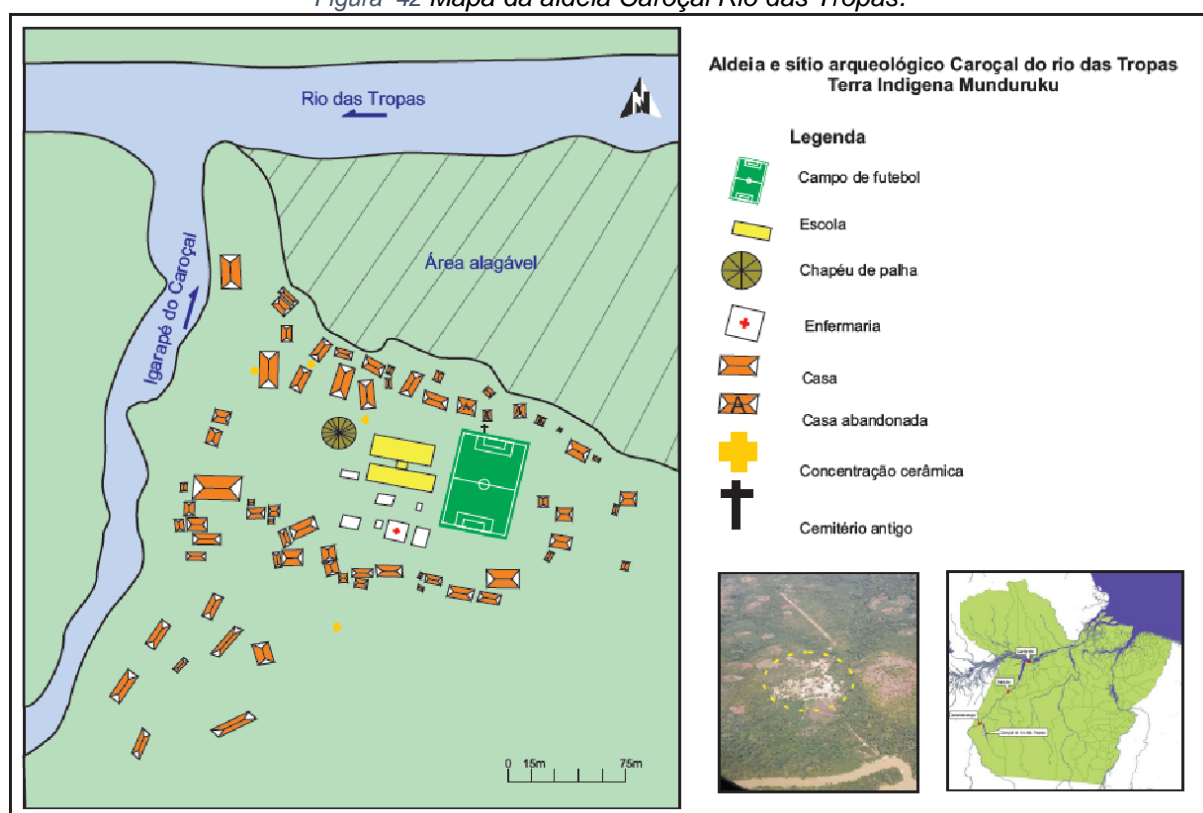 Figura 42 Mapa da aldeia Caroçal Rio das Tropas.
Rio das Tropas
N
Igarapé do Caroçal
Área alagável
0 15m 75m
Aldeia e sítio arqueológico Caroçal do rio das Tropas
Terra Indigena Munduruku
Legenda
Campo de futebol
Escola
Chapéu de palha
Enfermaria
Casa
A
Casa abandonada
Concentração cerâmica
Cemitério antigo